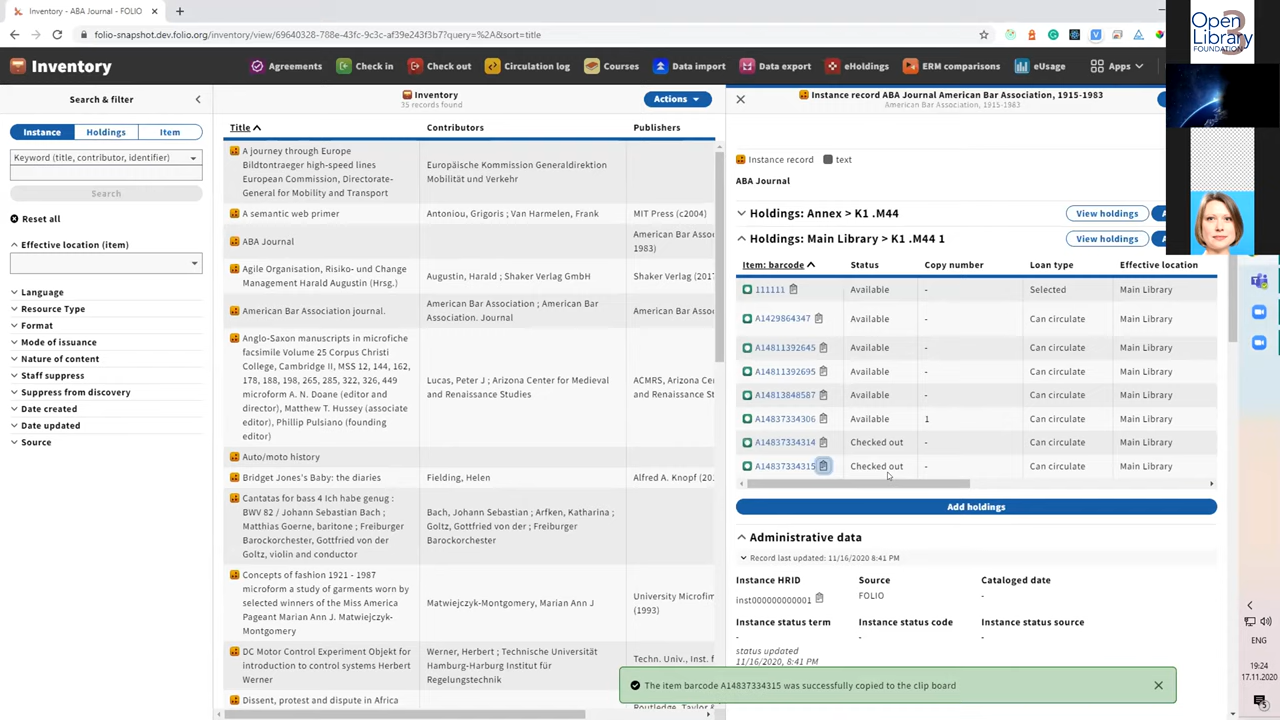 Inventory - ABA Journal - FOLIO
folio-snapshot.dev.folio.org/inventory/view/69640328-788e-43fc-9c3c-af39e243f3b7?query=%2A&sort=title
Inventory
Agreements
Check in
Check out
Circulation log
Courses
Data import
Data export
eHoldings
ERM comparisons
eUsage
Apps
Open
Library
FOUNDATION
3
Search & filter
Instance
Holdings
Item
Keyword (title, contributor, identifier)
Search
Reset all
Effective location (item)
Language
Resource Type
Format
Mode of issuance
Nature of content
Staff suppress
Suppress from discovery
Date created
Date updated
Source
Inventory
35 records found
Actions
Title
Contributors
Publishers
A journey through Europe
Bildtontraeger high-speed lines
European Commission, Directorate-
General for Mobility and Transport
Europäische Kommission Generaldirektion
Mobilität und Verkehr
A semantic web primer
Antoniou, Grigoris ; Van Harmelen, Frank
MIT Press (c2004)
ABA Journal
American Bar Asso
1983)
Agile Organisation, Risiko- und Change
Management Harald Augustin (Hrsg.)
Augustin, Harald ; Shaker Verlag GmbH
Shaker Verlag (2017
American Bar Association journal.
American Bar Association ; American Bar
Association. Journal
American Bar Asso
Anglo-Saxon manuscripts in microfiche
facsimile Volume 25 Corpus Christi
College, Cambridge II, MSS 12, 144, 162,
178, 188, 198, 265, 285, 322, 326, 449
microform A. N. Doane (editor and
director), Matthew T. Hussey (associate
editor), Phillip Pulsiano (founding
editor)
Lucas, Peter J ; Arizona Center for Medieval
and Renaissance Studies
ACMRS, Arizona Ce
and Renaissance St
Auto/moto history
Bridget Jones's Baby: the diaries
Fielding, Helen
Alfred A. Knopf (20
Cantatas for bass 4 Ich habe genug :
BWV 82 / Johann Sebastian Bach ;
Matthias Goerne, baritone ; Freiburger
Barockorchester, Gottfried von der
Goltz, violin and conductor
Bach, Johann Sebastian ; Arfken, Katharina ;
Goltz, Gottfried von der ; Freiburger
Barockorchester
Concepts of fashion 1921 - 1987
microform a study of garments worn by
selected winners of the Miss America
Pageant Marian Ann J. Matwiejczyk-
Montgomery
Matwiejczyk-Montgomery, Marian Ann J
University Microfim
(1993)
DC Motor Control Experiment Objekt for
introduction to control systems Herbert
Werner
Werner, Herbert ; Technische Universität
Hamburg-Harburg Institut für
Regelungstechnik
Techn. Univ., Inst. f
Dissent, protest and dispute in Africa
Routledge, Taylor &
Instance record ABA Journal American Bar Association, 1915-1983
American Bar Association, 1915-1983
Instance record
text
ABA Journal
Holdings: Annex > K1 .M44
View holdings
Holdings: Main Library > K1 .M44 1
View holdings
Item: barcode
Status
Copy number
Loan type
Effective location
111111 Available - Selected Main Library
A1429864347 Available - Can circulate Main Library
A14811392645 Available - Can circulate Main Library
A14811392695 Available - Can circulate Main Library
A14813848587 Available - Can circulate Main Library
A14837334306 Available 1 Can circulate Main Library
A14837334314 Checked out - Can circulate Main Library
A14837334315 Checked out - Can circulate Main Library
Add holdings
Administrative data
Record last updated: 11/16/2020 8:41 PM
Instance HRID
Source
Cataloged date
inst000000000001
FOLIO
-
Instance status term
Instance status code
Instance status source
-
-
-
status updated
11/16/2020, 8:41 PM
The item barcode A14837334315 was successfully copied to the clip board
ENG
19:24
17.11.2020